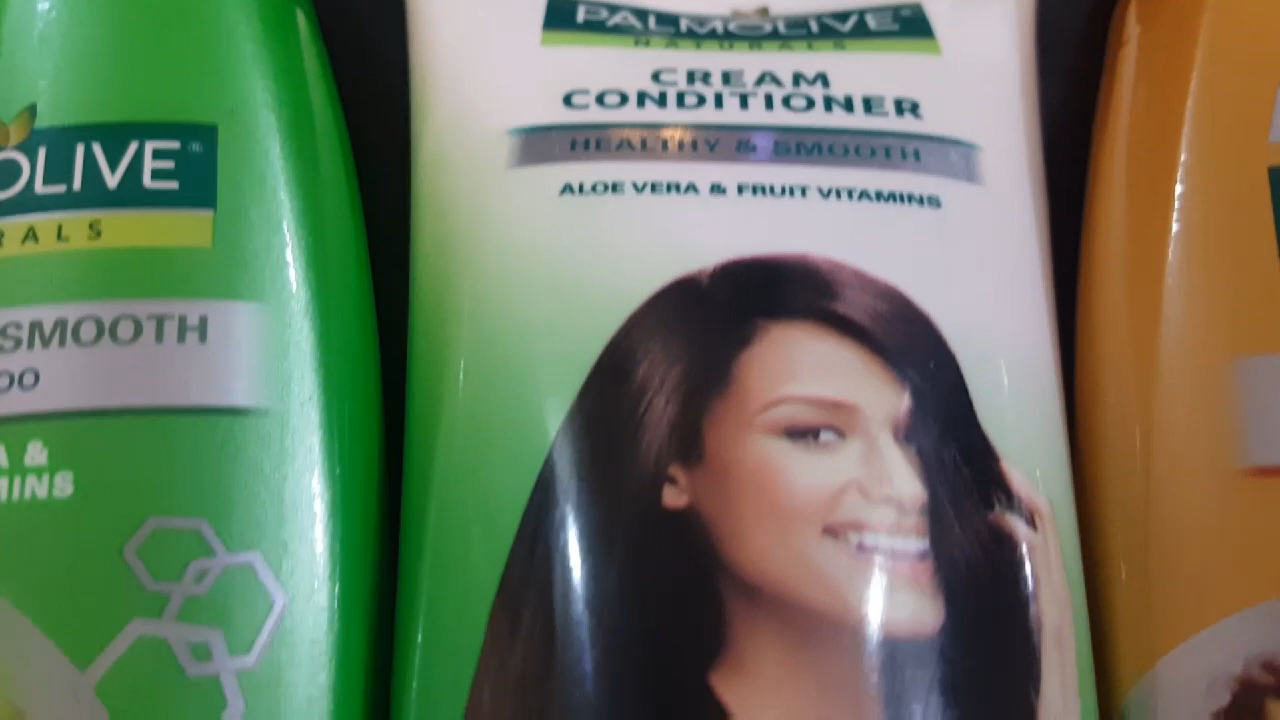 OLIVE
RALS
SMOOTH
OO
A &
MINS
PALMOLIVE
NATURALS
CREAM
CONDITIONER
HEALTHY & SMOOTH
ALOE VERA & FRUIT VITAMINS